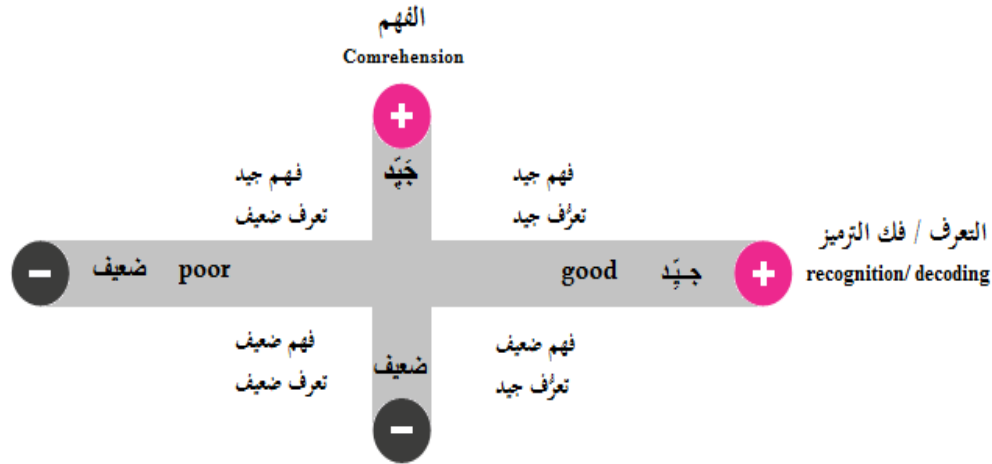 الفهم
Comrehension
+
جَيِّد
فهم جيد
تعرُّف جيد
فهم جيد
تعرف ضعيف
التعرف / فك الترميز
recognition/ decoding
+
جـيِّد
good
poor
ضعيف
−
فهم ضعيف
تعرُّف جيد
ضعيف
فهم ضعيف
تعرف ضعيف
−